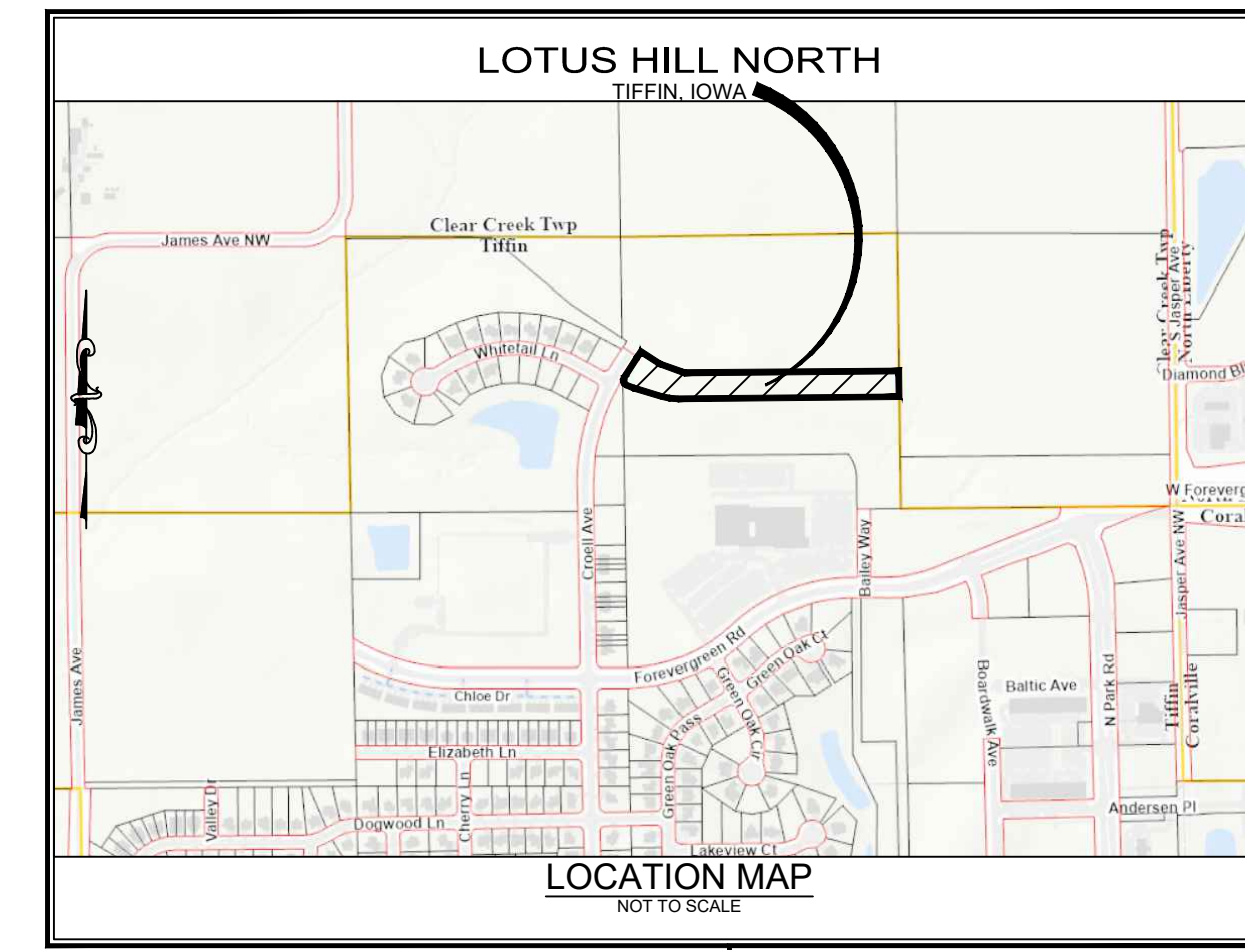 LOTUS HILL NORTH
TIFFIN, IOWA
Clear Creek Twp
Tiffin
James Ave NW
Clear Creek Twp
North Liberty
S Jasper Ave
Whitetail Ln
Diamond Bl
W Foreverg
Cora
Croell Ave
Bailey Way
Jasper Ave NW
James Ave
Forevergreen Rd
Green Oak Ct
Green Oak Cir
Green Oak Pass
Chloe Dr
Boardwalk Ave
Baltic Ave
N Park Rd
Tiffin
Coralville
Elizabeth Ln
Cherry Ln
Valley Dr
Dogwood Ln
Andersen Pl
Lakeview Ct
LOCATION MAP
NOT TO SCALE